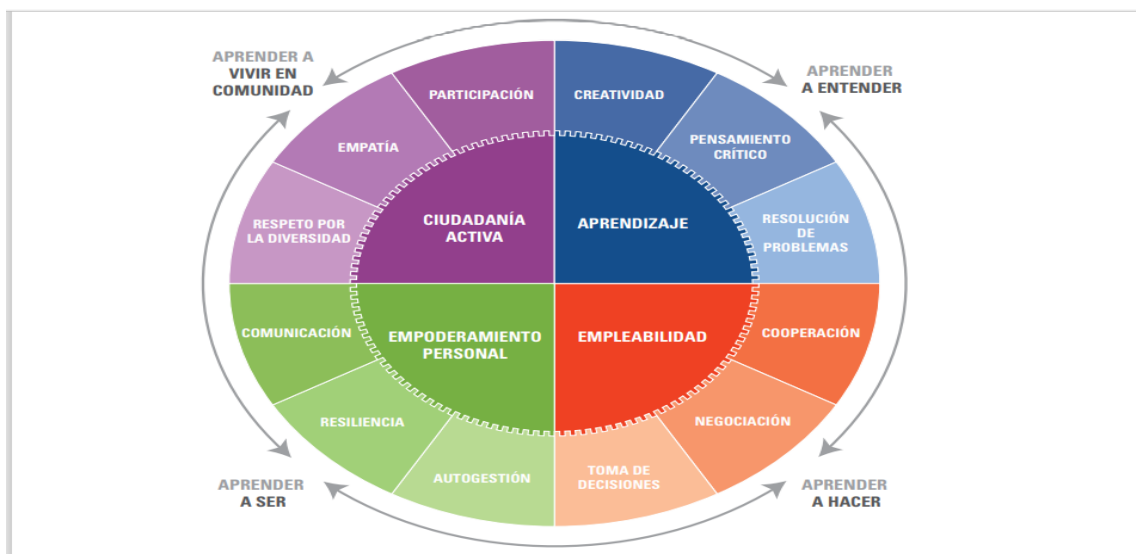 APRENDER A
VIVIR EN
COMUNIDAD
APRENDER
A ENTENDER
PARTICIPACIÓN
CREATIVIDAD
EMPATÍA
PENSAMIENTO
CRÍTICO
RESPETO POR
LA DIVERSIDAD
CIUDADANÍA
ACTIVA
APRENDIZAJE
RESOLUCIÓN
DE
PROBLEMAS
COMUNICACIÓN
EMPODERAMIENTO
PERSONAL
EMPLEABILIDAD
COOPERACIÓN
RESILIENCIA
NEGOCIACIÓN
AUTOGESTIÓN
TOMA DE
DECISIONES
APRENDER
A SER
APRENDER
A HACER